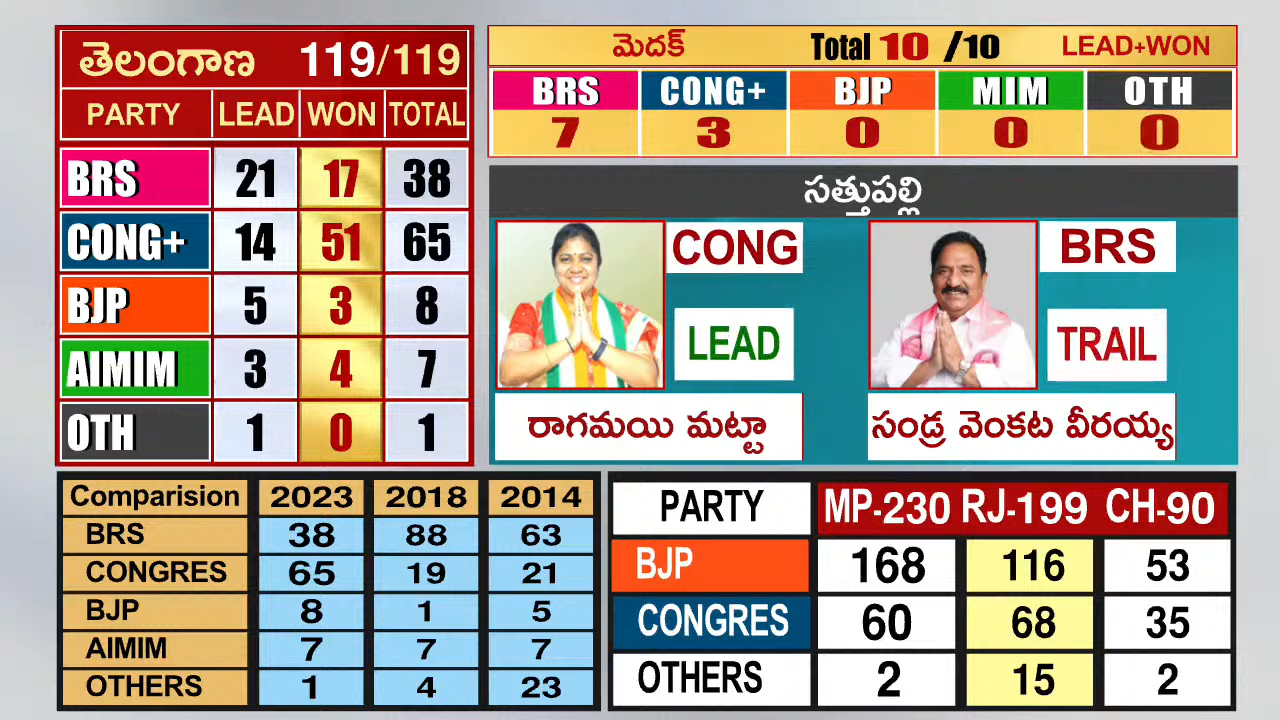 తెలంగాణ 119/119
PARTY LEAD WON TOTAL
BRS 21 17 38
CONG+ 14 51 65
BJP 5 3 8
AIMIM 3 4 7
OTH 1 0 1
మెదక్ Total 10 /10 LEAD+WON
BRS CONG+ BJP MIM OTH
7 3 0 0 0
సత్తుపల్లి
CONG BRS
LEAD TRAIL
రాగమయి మట్టా సండ్ర వెంకట వీరయ్య
Comparision 2023 2018 2014
BRS 38 88 63
CONGRES 65 19 21
BJP 8 1 5
AIMIM 7 7 7
OTHERS 1 4 23
PARTY MP-230 RJ-199 CH-90
BJP 168 116 53
CONGRES 60 68 35
OTHERS 2 15 2